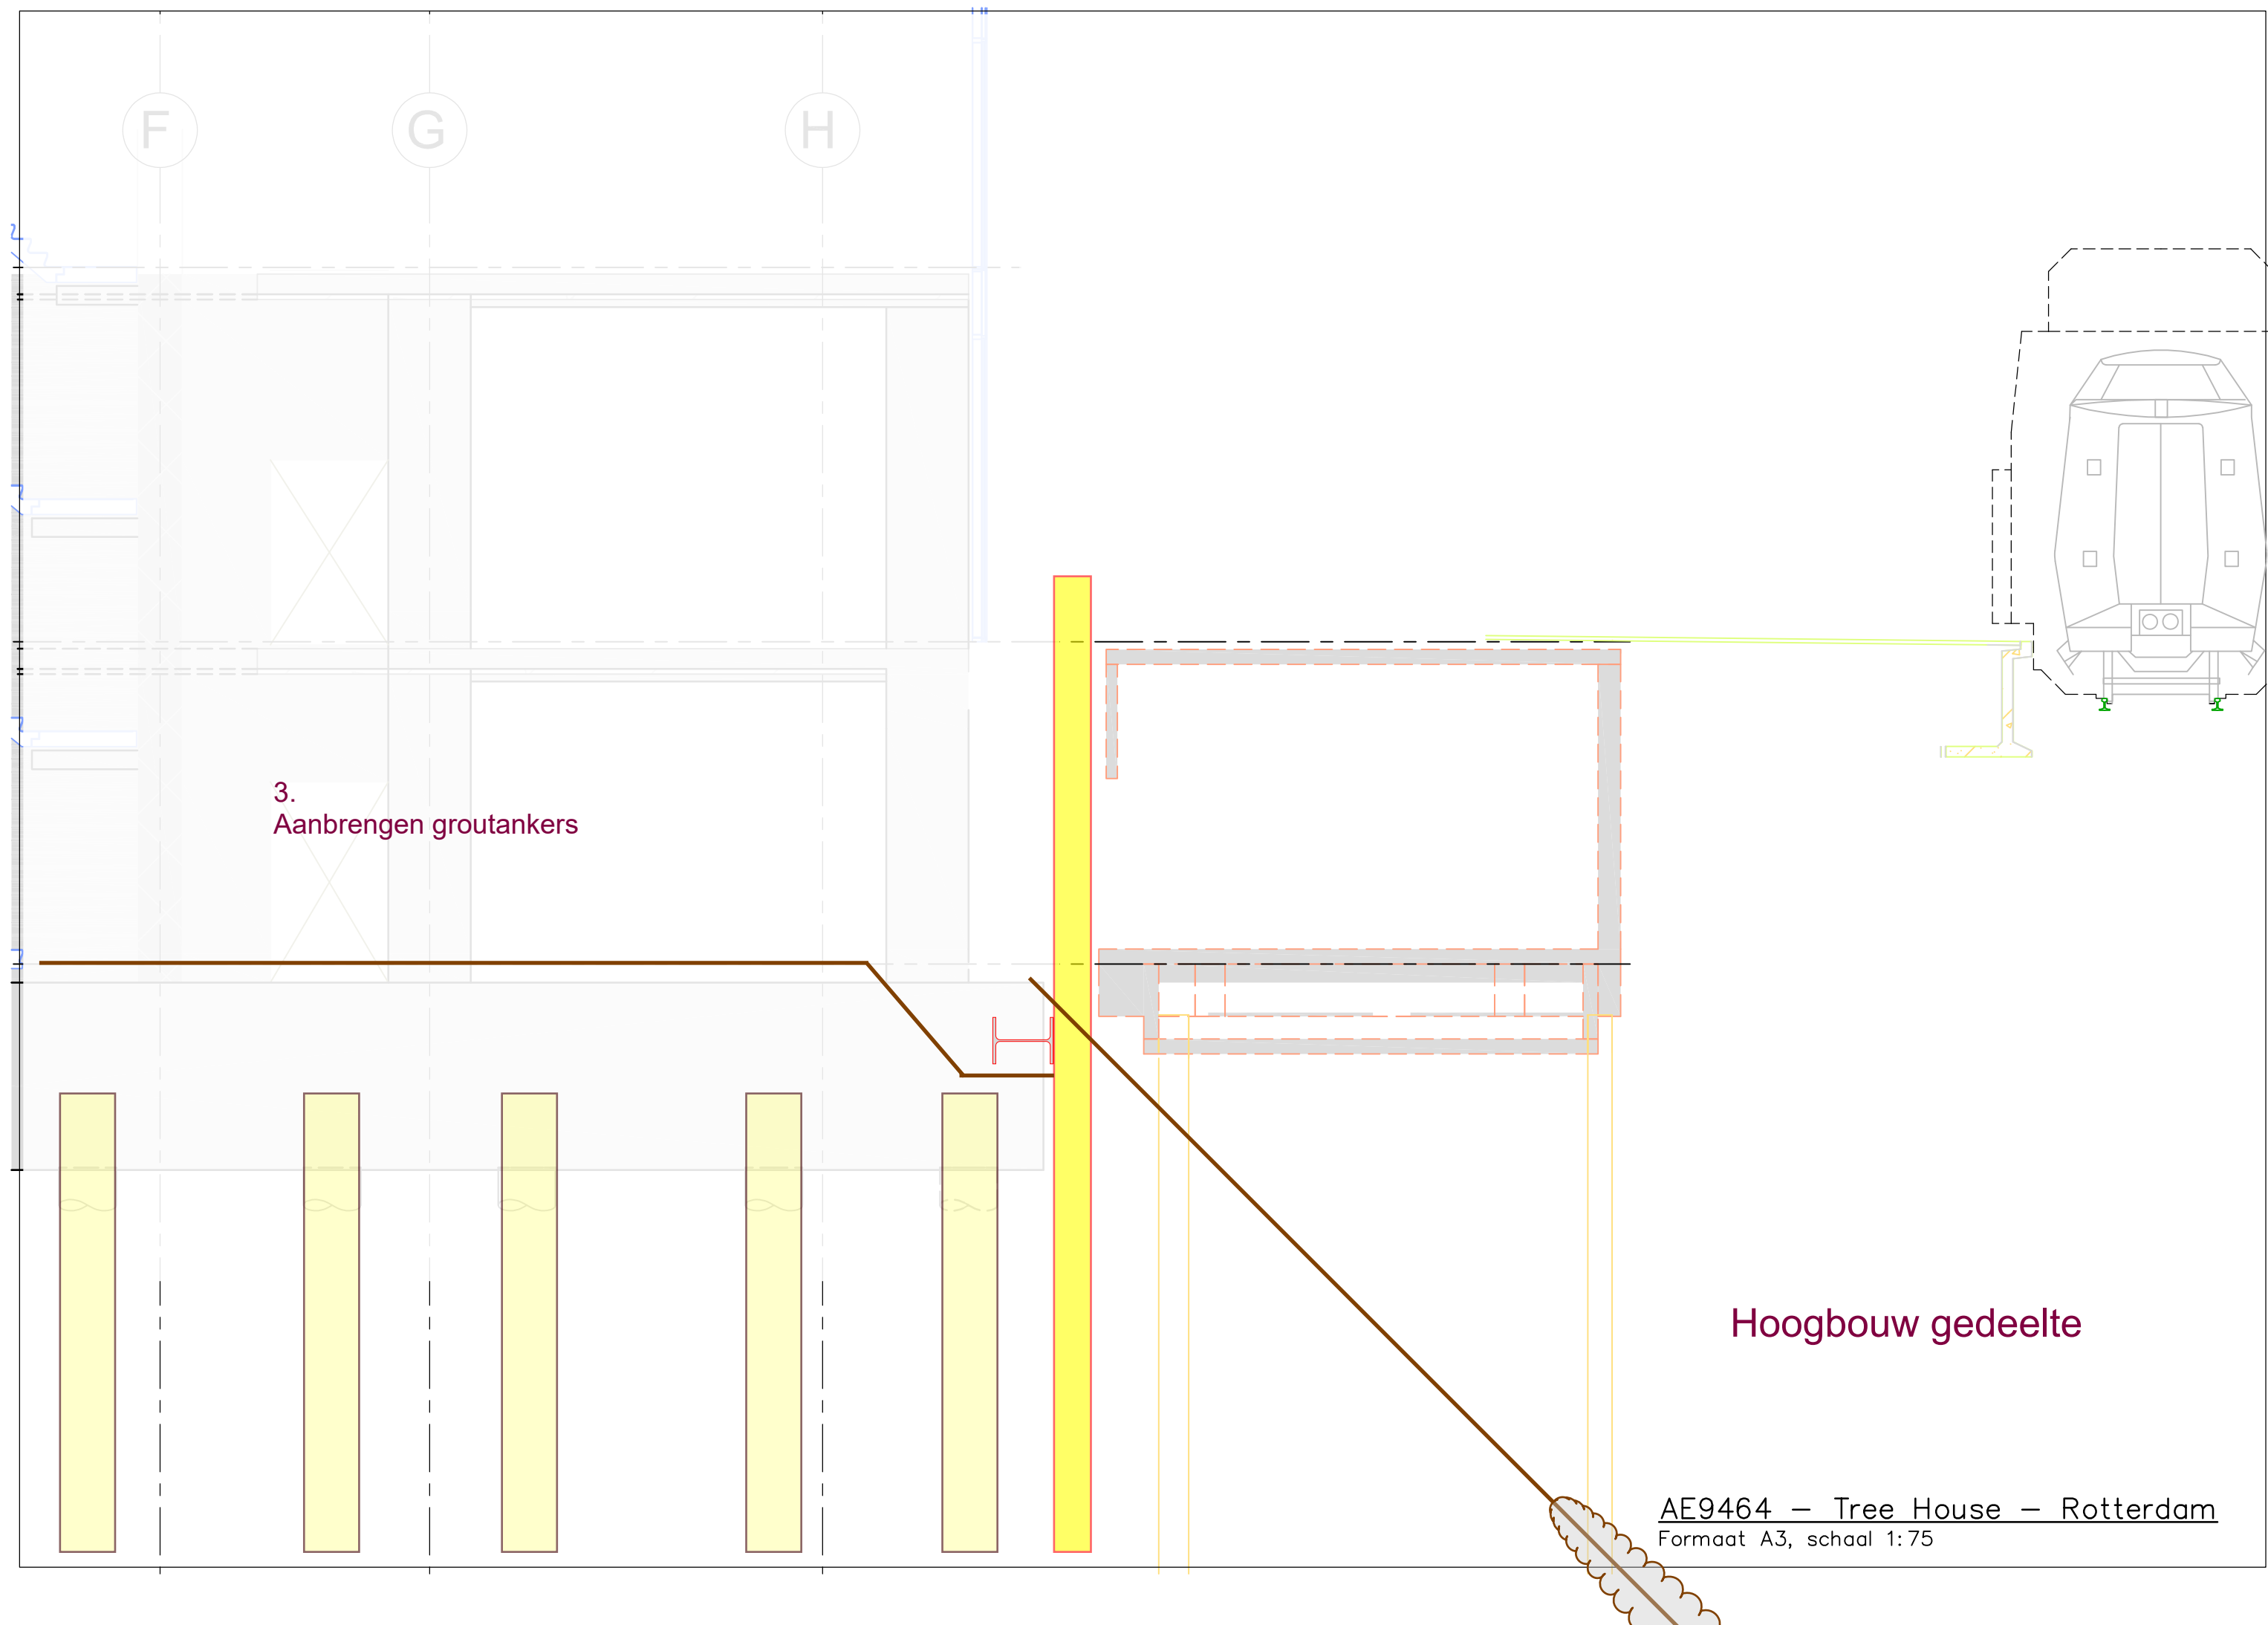 F
G
H
3.
Aanbrengen groutankers
Hoogbouw gedeelte
AE9464 – Tree House – Rotterdam
Formaat A3, schaal 1:75